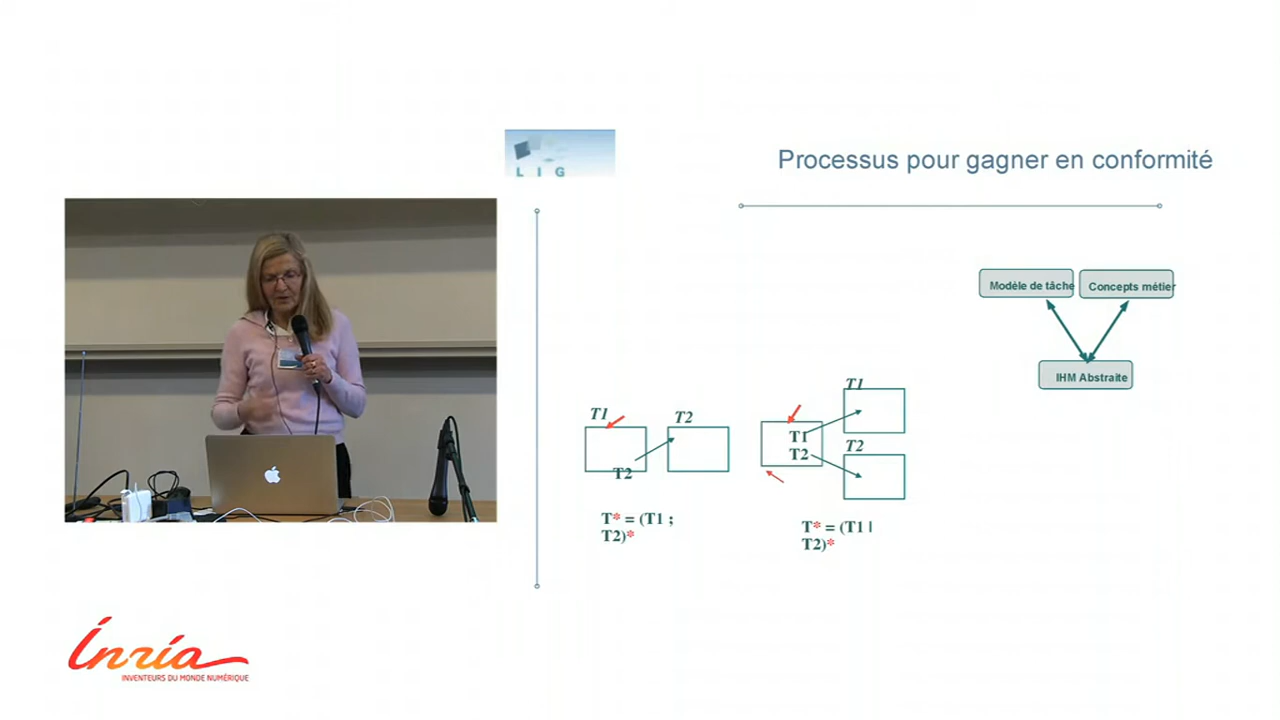 LIG
Processus pour gagner en conformité
Modèle de tâche
Concepts métier
IHM Abstraite
T1
T2
T2
T* = (T1 ;
T2)*
T1
T2
T1
T2
T* = (T1 |
T2)*
Inria
INVENTEURS DU MONDE NUMÉRIQUE